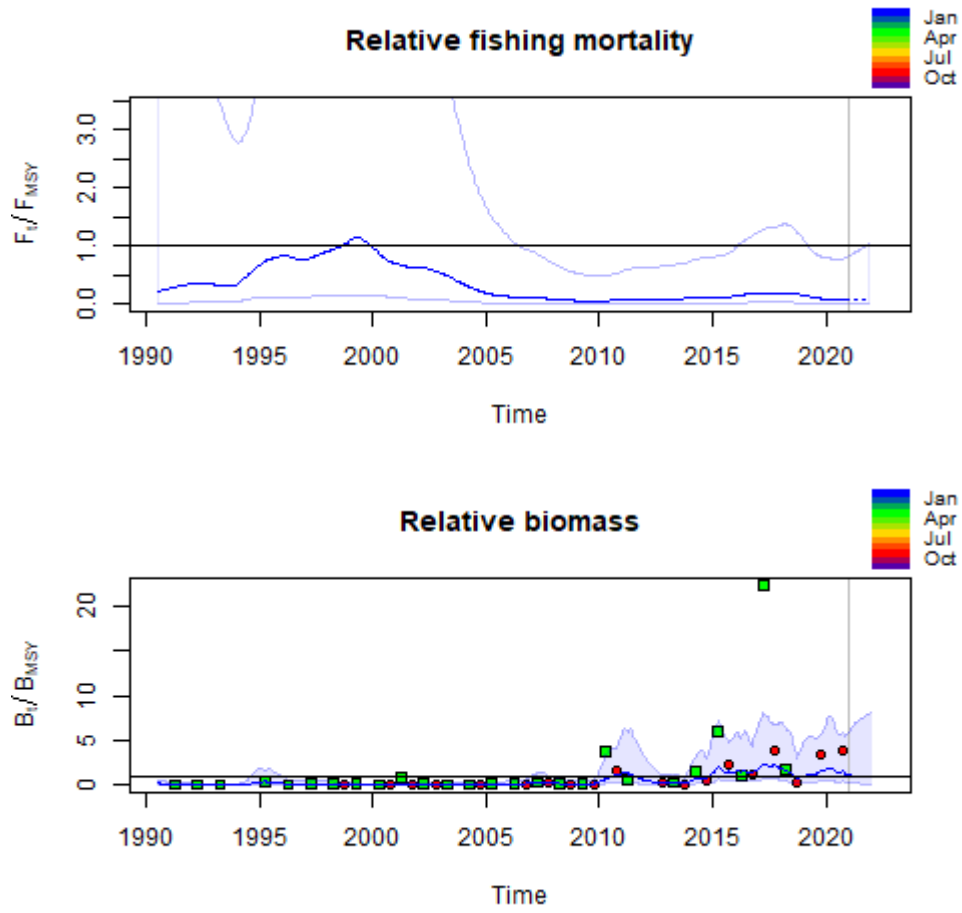 Relative fishing mortality
Jan
Apr
Jul
Oct
Ft/FMSY
3.0
2.0
1.0
0.0
1990 1995 2000 2005 2010 2015 2020
Time
Relative biomass
Jan
Apr
Jul
Oct
Bt/BMSY
20
10
5
0
1990 1995 2000 2005 2010 2015 2020
Time